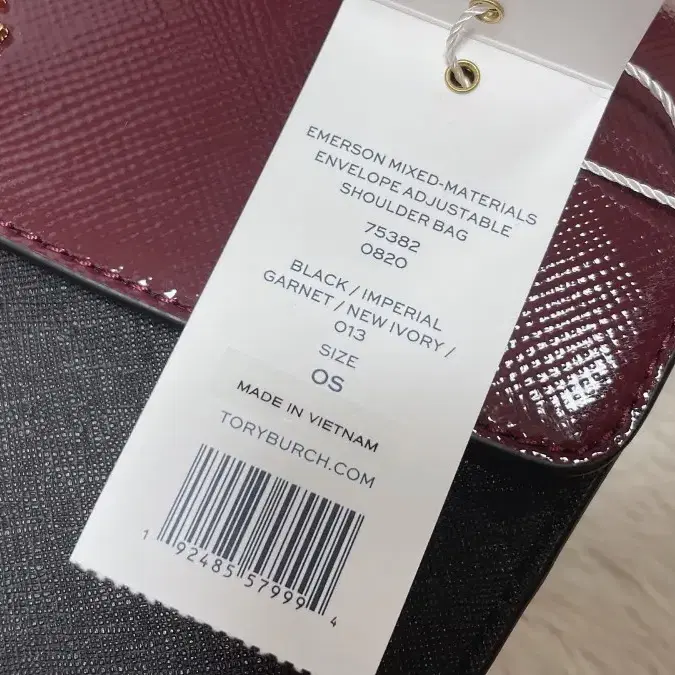 EMERSON MIXED-MATERIALS
ENVELOPE ADJUSTABLE
SHOULDER BAG
75382
0820
BLACK / IMPERIAL
GARNET / NEW IVORY /
013
SIZE
OS
MADE IN VIETNAM
TORYBURCH.COM
1 92485 57999 4